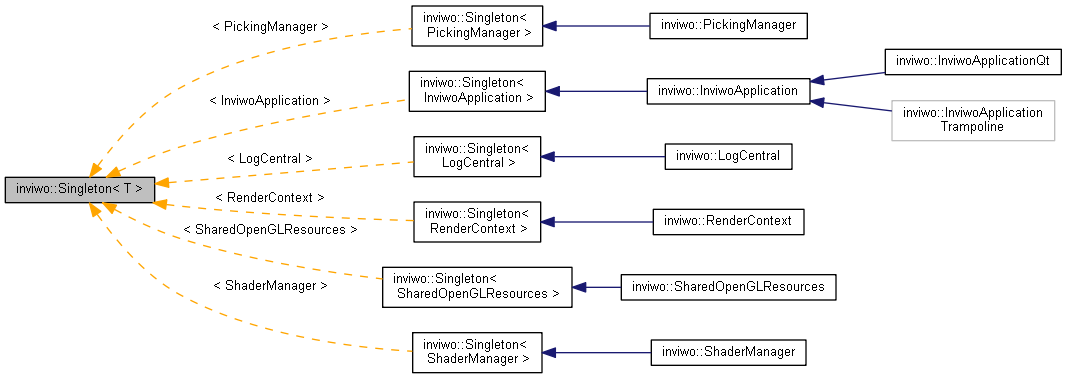 < PickingManager >
inviwo::Singleton<
PickingManager >
inviwo::PickingManager
< InviwoApplication >
inviwo::Singleton<
InviwoApplication >
inviwo::InviwoApplication
inviwo::InviwoApplicationQt
inviwo::InviwoApplication
Trampoline
< LogCentral >
inviwo::Singleton<
LogCentral >
inviwo::LogCentral
inviwo::Singleton< T >
< RenderContext >
inviwo::Singleton<
RenderContext >
inviwo::RenderContext
< SharedOpenGLResources >
inviwo::Singleton<
SharedOpenGLResources >
inviwo::SharedOpenGLResources
< ShaderManager >
inviwo::Singleton<
ShaderManager >
inviwo::ShaderManager